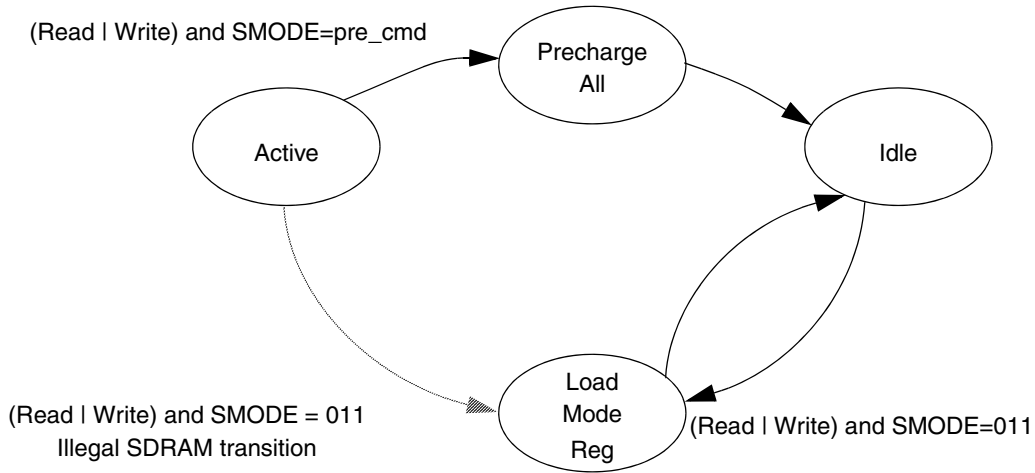 (Read | Write) and SMODE=pre_cmd
Precharge
All
Active
Idle
Load
Mode
Reg
(Read | Write) and SMODE = 011
Illegal SDRAM transition
(Read | Write) and SMODE=011